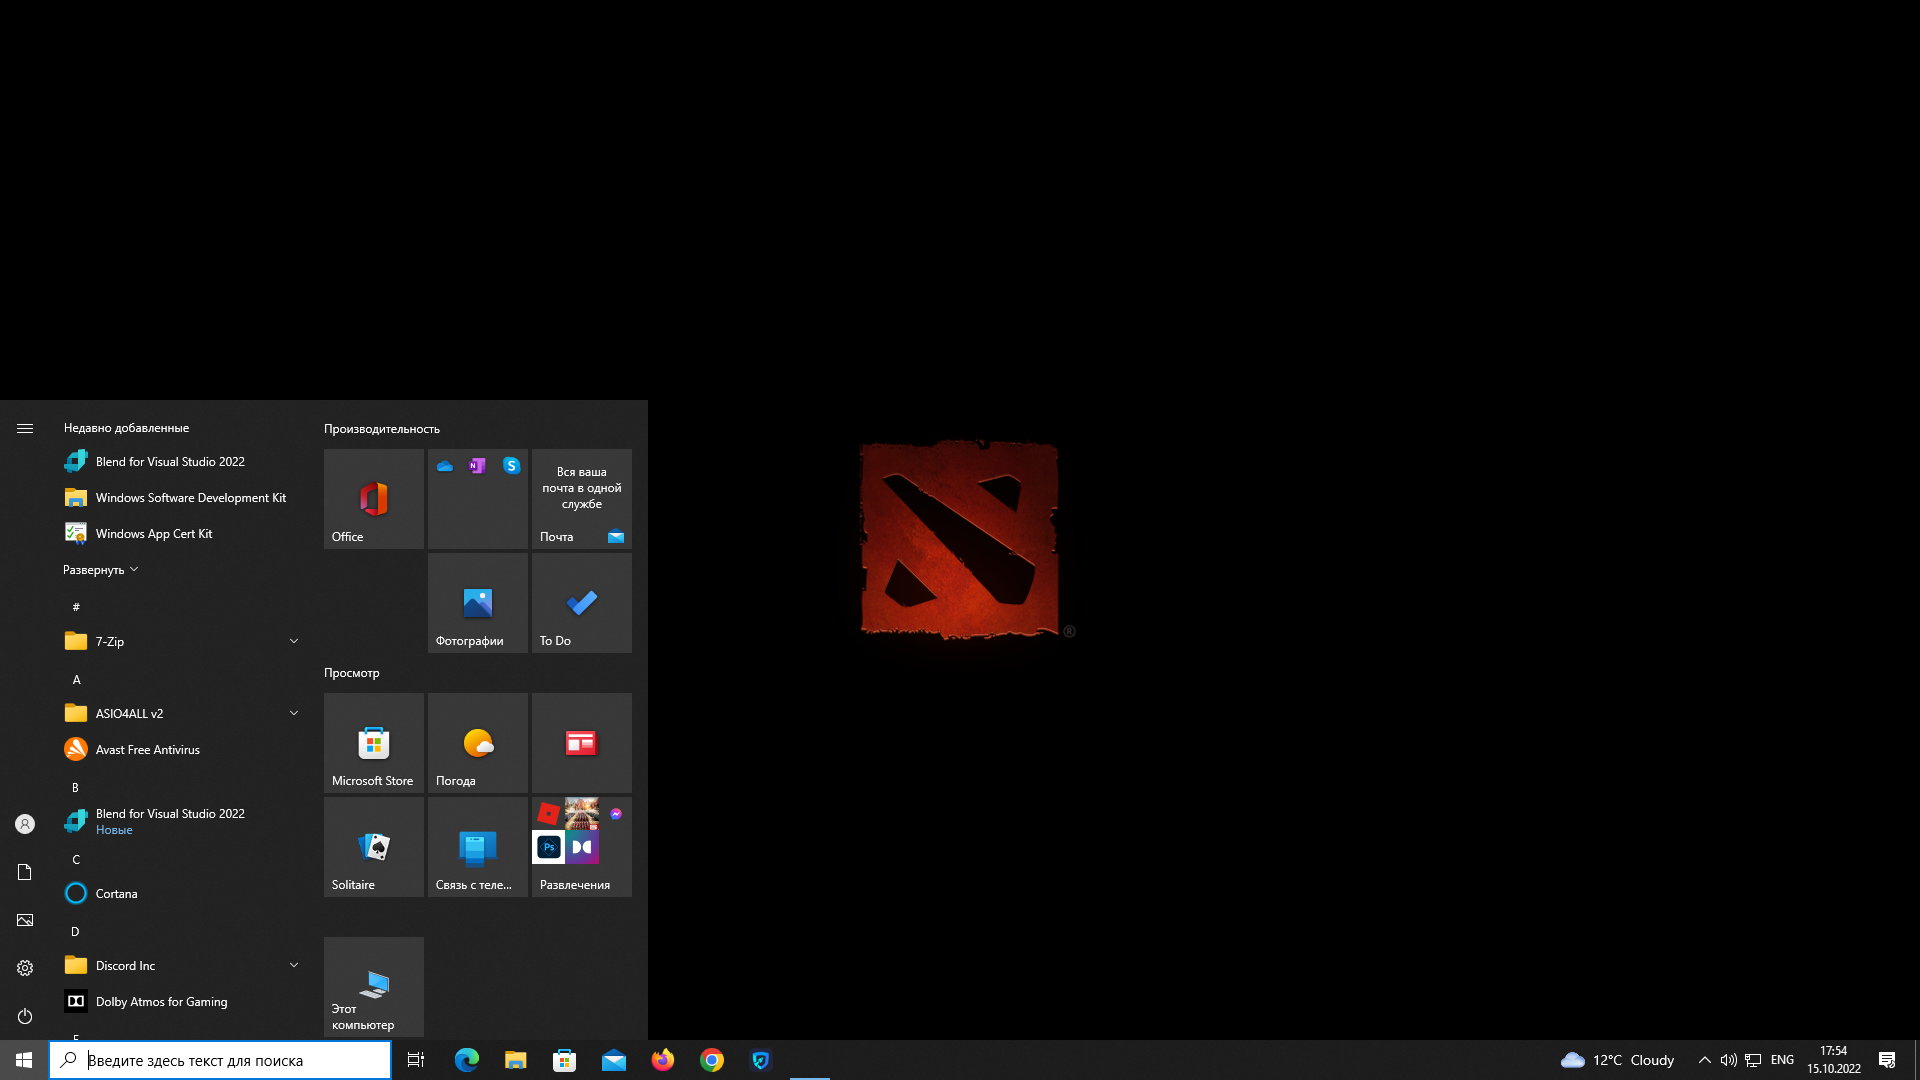 Недавно добавленные
Blend for Visual Studio 2022
Windows Software Development Kit
Windows App Cert Kit
Развернуть
#
7-Zip
A
ASIO4ALL v2
Avast Free Antivirus
B
Blend for Visual Studio 2022
Новые
C
Cortana
D
Discord Inc
Dolby Atmos for Gaming
Производительность
Office
N
S
Вся ваша
почта в одной
службе
Почта
Фотографии
To Do
Просмотр
Microsoft Store
Погода
Solitaire
Связь с теле...
Ps
Развлечения
Этот
компьютер
®
Введите здесь текст для поиска
12°C Cloudy
ENG
17:54
15.10.2022